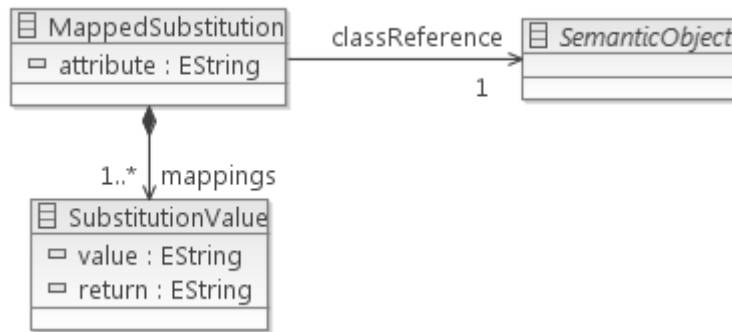 MappedSubstitution
attribute : EString
classReference
SemanticObject
1
1..* mappings
SubstitutionValue
value : EString
return : EString